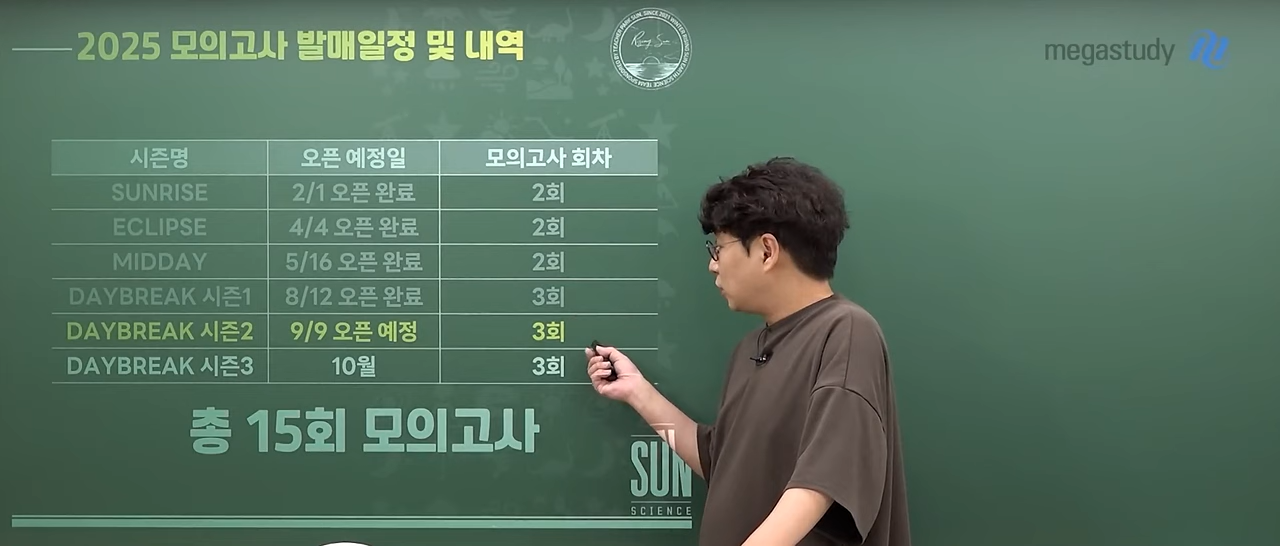 2025 모의고사 발매일정 및 내역
megastudy
시즌명 오픈 예정일 모의고사 회차
SUNRISE 2/1 오픈 완료 2회
ECLIPSE 4/4 오픈 완료 2회
MIDDAY 5/16 오픈 완료 2회
DAYBREAK 시즌1 8/12 오픈 완료 3회
DAYBREAK 시즌2 9/9 오픈 예정 3회
DAYBREAK 시즌3 10월 3회
총 15회 모의고사
SUN
SCIENCE